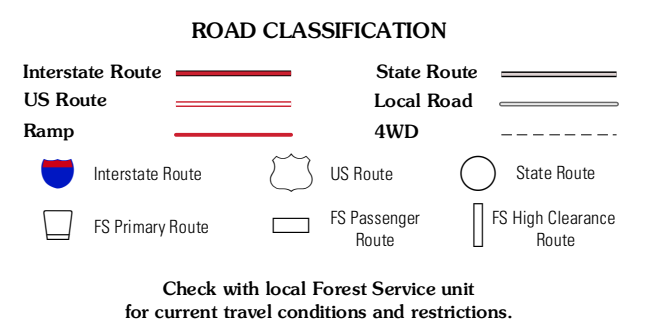 ROAD CLASSIFICATION
Interstate Route
State Route
US Route
Local Road
Ramp
4WD
Interstate Route
US Route
State Route
FS Primary Route
FS Passenger
Route
FS High Clearance
Route
Check with local Forest Service unit
for current travel conditions and restrictions.